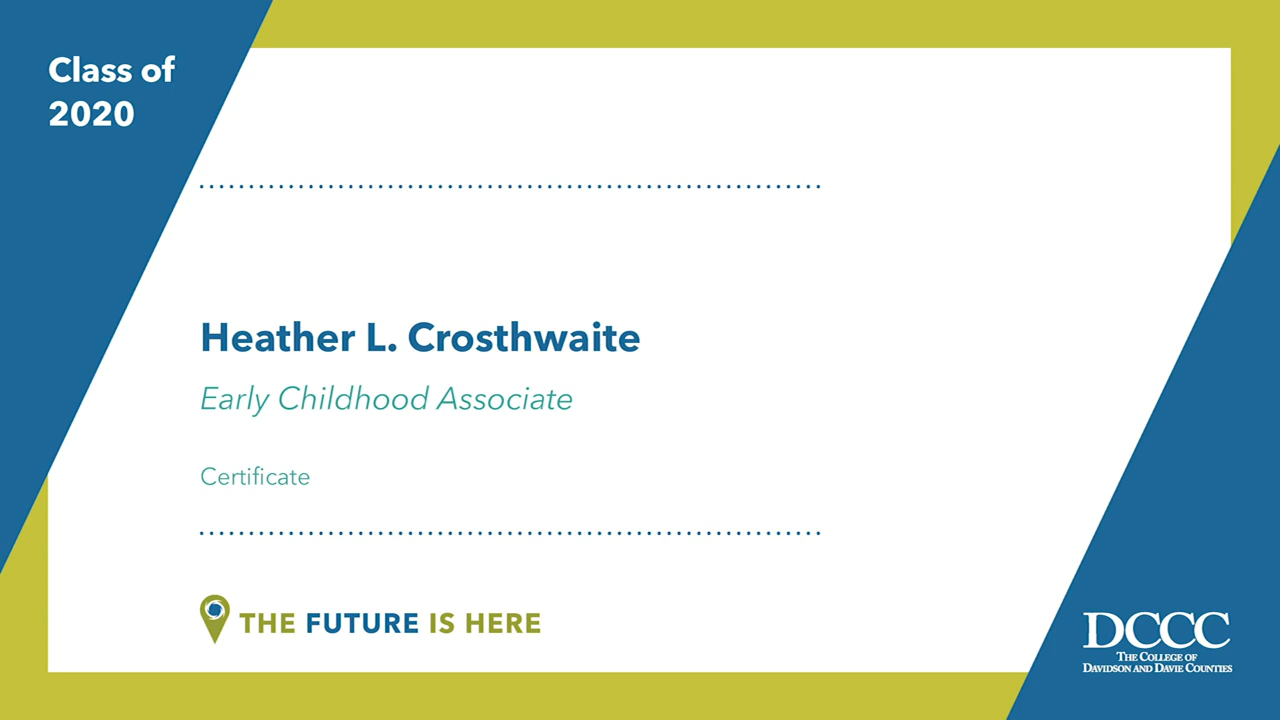 Class of
2020
Heather L. Crosthwaite
Early Childhood Associate
Certificate
THE FUTURE IS HERE
DCCC
THE COLLEGE OF
DAVIDSON AND DAVIE COUNTIES